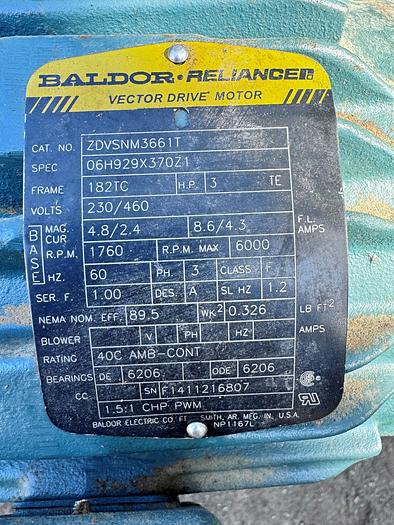 BALDOR • RELIANCER
VECTOR DRIVE MOTOR
CAT. NO. ZDVSNM3661T
SPEC 06H929X370Z1
FRAME 182TC H.P. 3 TE
VOLTS 230/460
BASE
MAG. CUR 4.8/2.4 8.6/4.3 F.L. AMPS
R.P.M. 1760 R.P.M. MAX 6000
HZ. 60 PH. 3 CLASS F
SER. F. 1.00 DES. A SL HZ 1.2
NEMA NOM. EFF. 89.5 WK² 0.326 LB FT²
BLOWER V PH HZ AMPS
RATING 40C AMB-CONT
BEARINGS DE 6206 ODE 6206
CC SN F1411216807
1.5:1 CHP PWM
BALDOR ELECTRIC CO. FT. SMITH, AR. MFG. IN U.S.A.
NP1167L